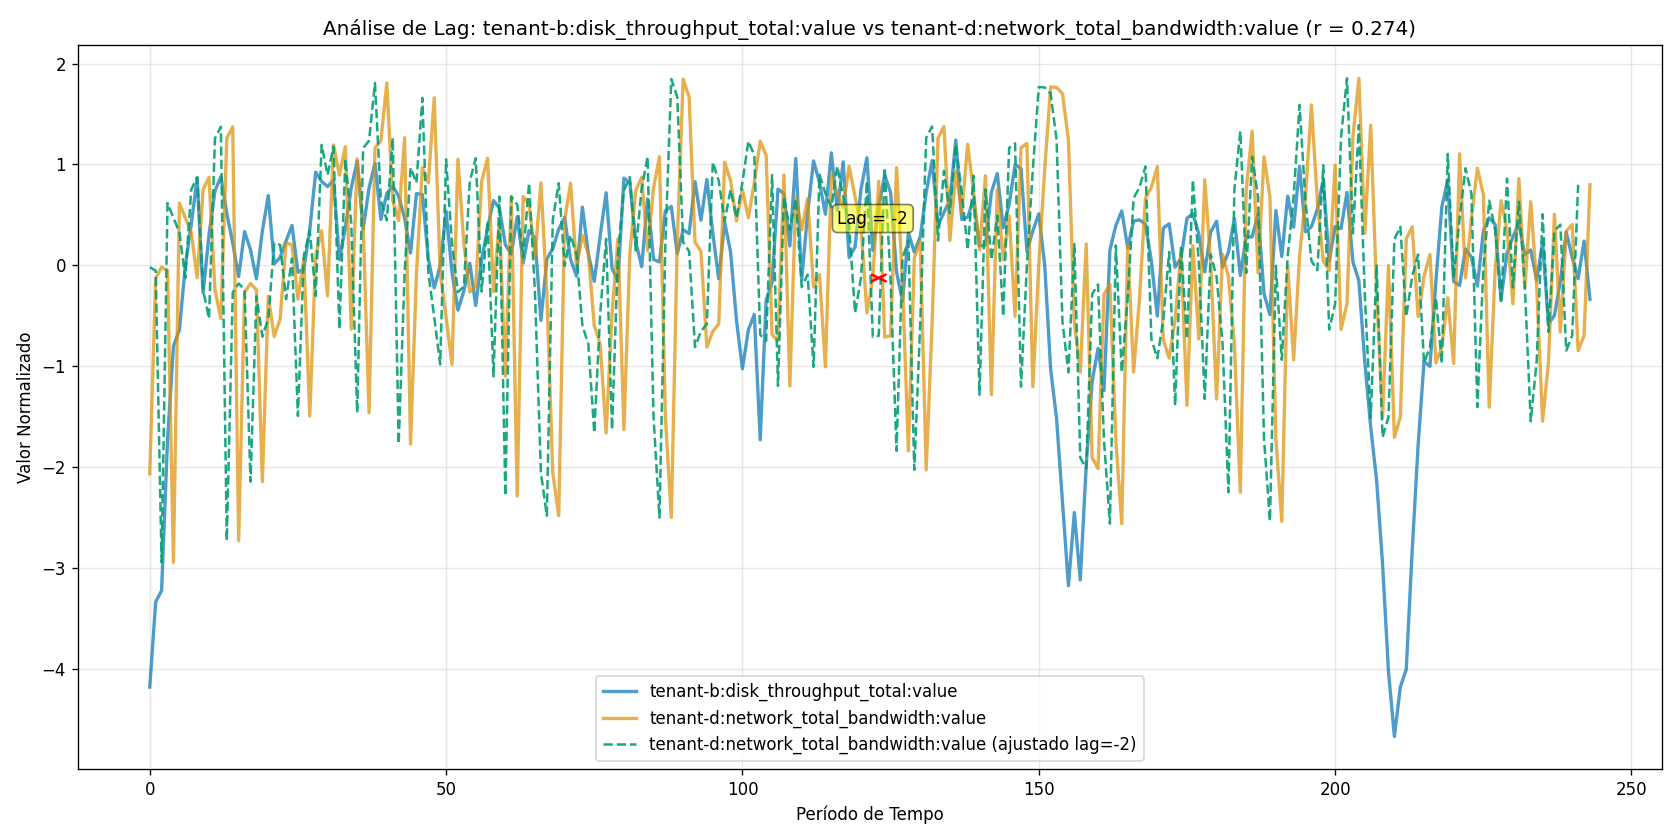 Análise de Lag: tenant-b:disk_throughput_total:value vs tenant-d:network_total_bandwidth:value (r = 0.274)
Valor Normalizado
2
1
0
−1
−2
−3
−4
Lag = -2
tenant-b:disk_throughput_total:value
tenant-d:network_total_bandwidth:value
tenant-d:network_total_bandwidth:value (ajustado lag=-2)
0 50 100 150 200 250
Período de Tempo